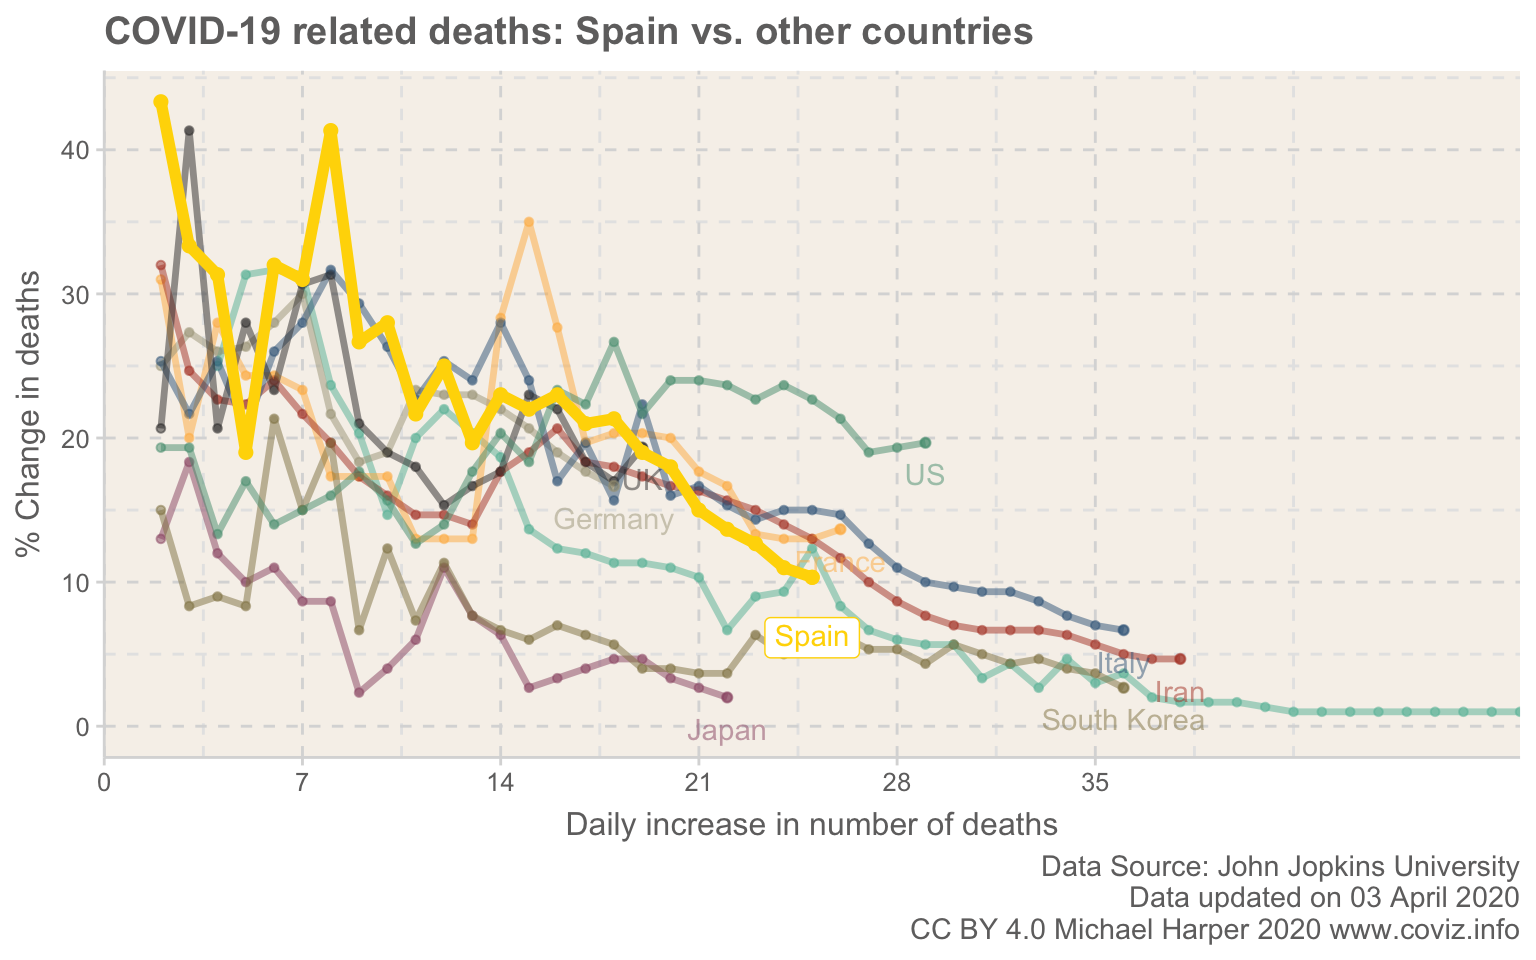 COVID-19 related deaths: Spain vs. other countries
% Change in deaths
40
30
20
10
0
UK
US
Germany
France
Spain
Italy
Iran
South Korea
Japan
0 7 14 21 28 35
Daily increase in number of deaths
Data Source: John Jopkins University
Data updated on 03 April 2020
CC BY 4.0 Michael Harper 2020 www.coviz.info